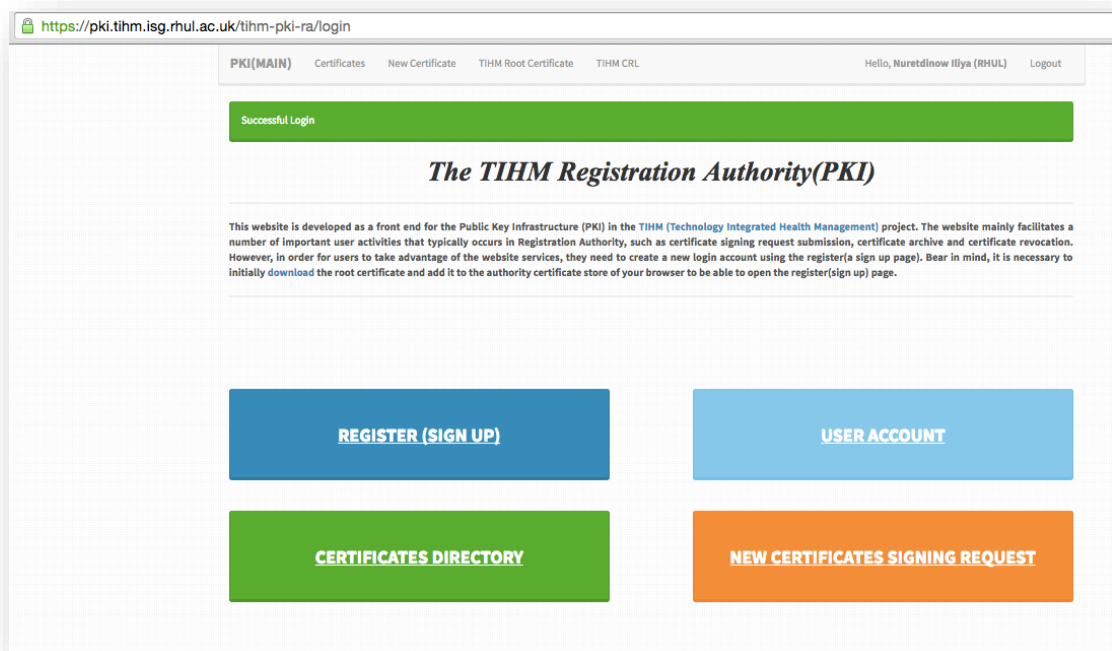 https://pki.tihm.isg.rhul.ac.uk/tihm-pki-ra/login
PKI(MAIN) Certificates New Certificate TIHM Root Certificate TIHM CRL Hello, Nuretdinow Iliya (RHUL) Logout
Successful Login
The TIHM Registration Authority(PKI)
This website is developed as a front end for the Public Key Infrastructure (PKI) in the TIHM (Technology Integrated Health Management) project. The website mainly facilitates a
number of important user activities that typically occurs in Registration Authority, such as certificate signing request submission, certificate archive and certificate revocation.
However, in order for users to take advantage of the website services, they need to create a new login account using the register(a sign up page). Bear in mind, it is necessary to
initially download the root certificate and add it to the authority certificate store of your browser to be able to open the register(sign up) page.
REGISTER (SIGN UP) USER ACCOUNT
CERTIFICATES DIRECTORY NEW CERTIFICATES SIGNING REQUEST